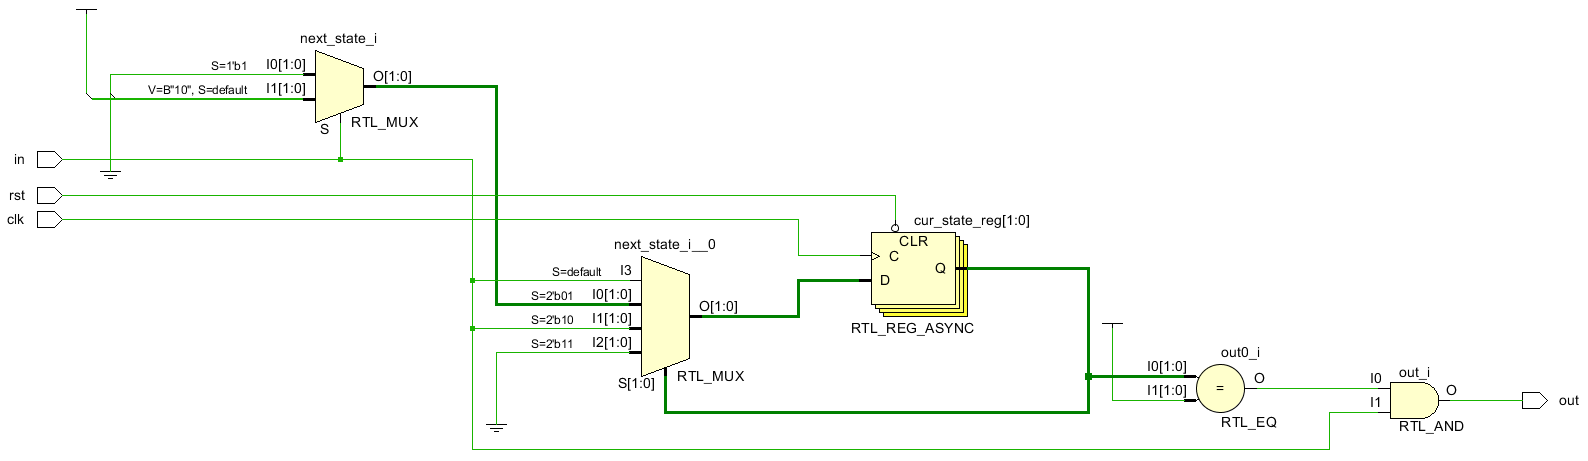 next_state_i
S=1'b1
I0[1:0]
O[1:0]
V=B"10", S=default
I1[1:0]
S
RTL_MUX
in
rst
clk
cur_state_reg[1:0]
CLR
C
Q
D
RTL_REG_ASYNC
next_state_i__0
S=default
I3
S=2'b01
I0[1:0]
O[1:0]
S=2'b10
I1[1:0]
S=2'b11
I2[1:0]
S[1:0]
RTL_MUX
out0_i
I0[1:0]
O
I1[1:0]
=
RTL_EQ
out_i
I0
O
I1
RTL_AND
out